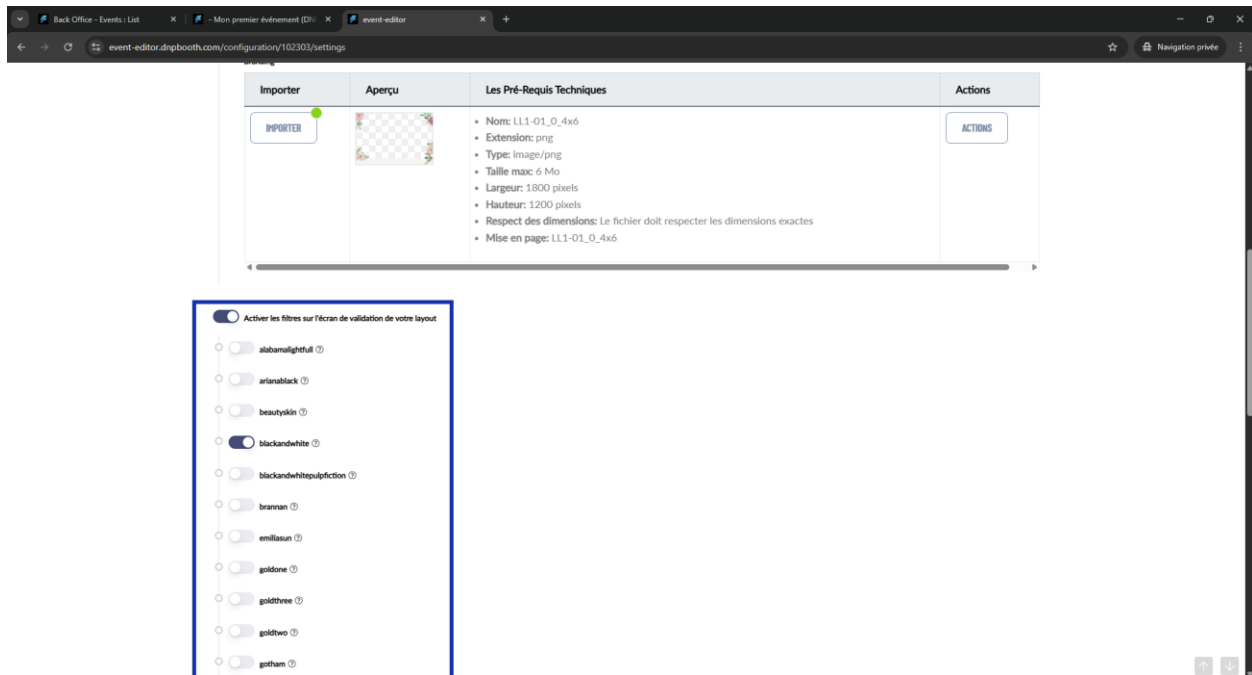 Back Office - Events : List
- Mon premier événement (DN
event-editor
event-editor.dnpbooth.com/configuration/102303/settings
Navigation privée
Importer Aperçu Les Pré-Requis Techniques Actions
IMPORTER
ACTIONS
• Nom: LL1-01_0_4x6
• Extension: png
• Type: image/png
• Taille max: 6 Mo
• Largeur: 1800 pixels
• Hauteur: 1200 pixels
• Respect des dimensions: Le fichier doit respecter les dimensions exactes
• Mise en page: LL1-01_0_4x6
Activer les filtres sur l'écran de validation de votre layout
alabamalightfull
arianablack
beautyskin
blackandwhite
blackandwhitepulpfiction
brannan
emiliasun
goldone
goldthree
goldtwo
gotham